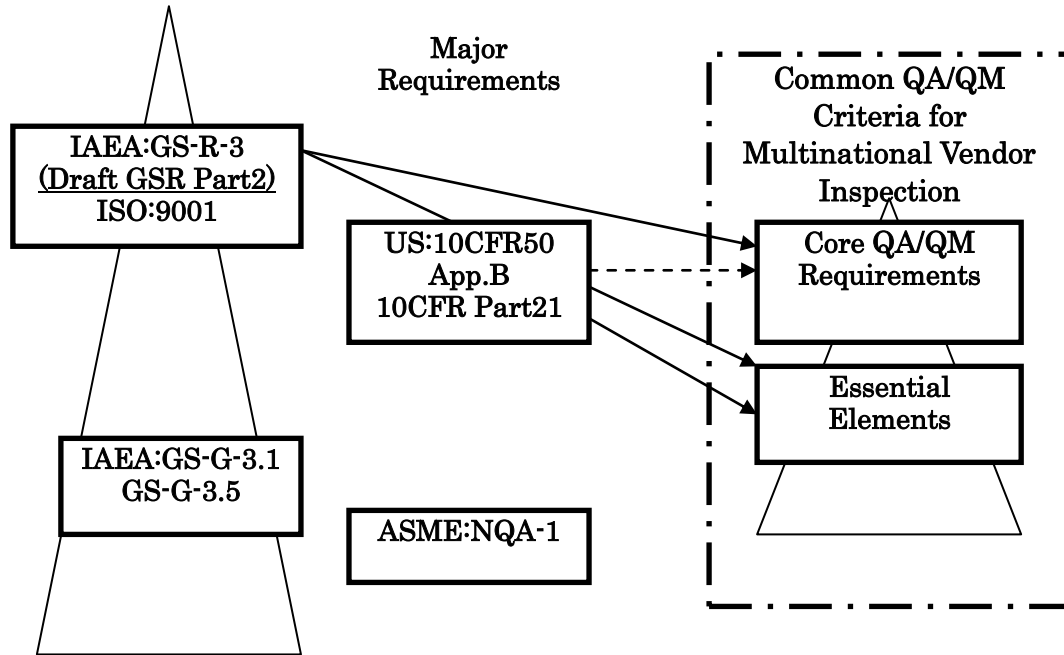 Major
Requirements
IAEA:GS-R-3
(Draft GSR Part2)
ISO:9001
US:10CFR50
App.B
10CFR Part21
IAEA:GS-G-3.1
GS-G-3.5
ASME:NQA-1
Common QA/QM
Criteria for
Multinational Vendor
Inspection
Core QA/QM
Requirements
Essential
Elements